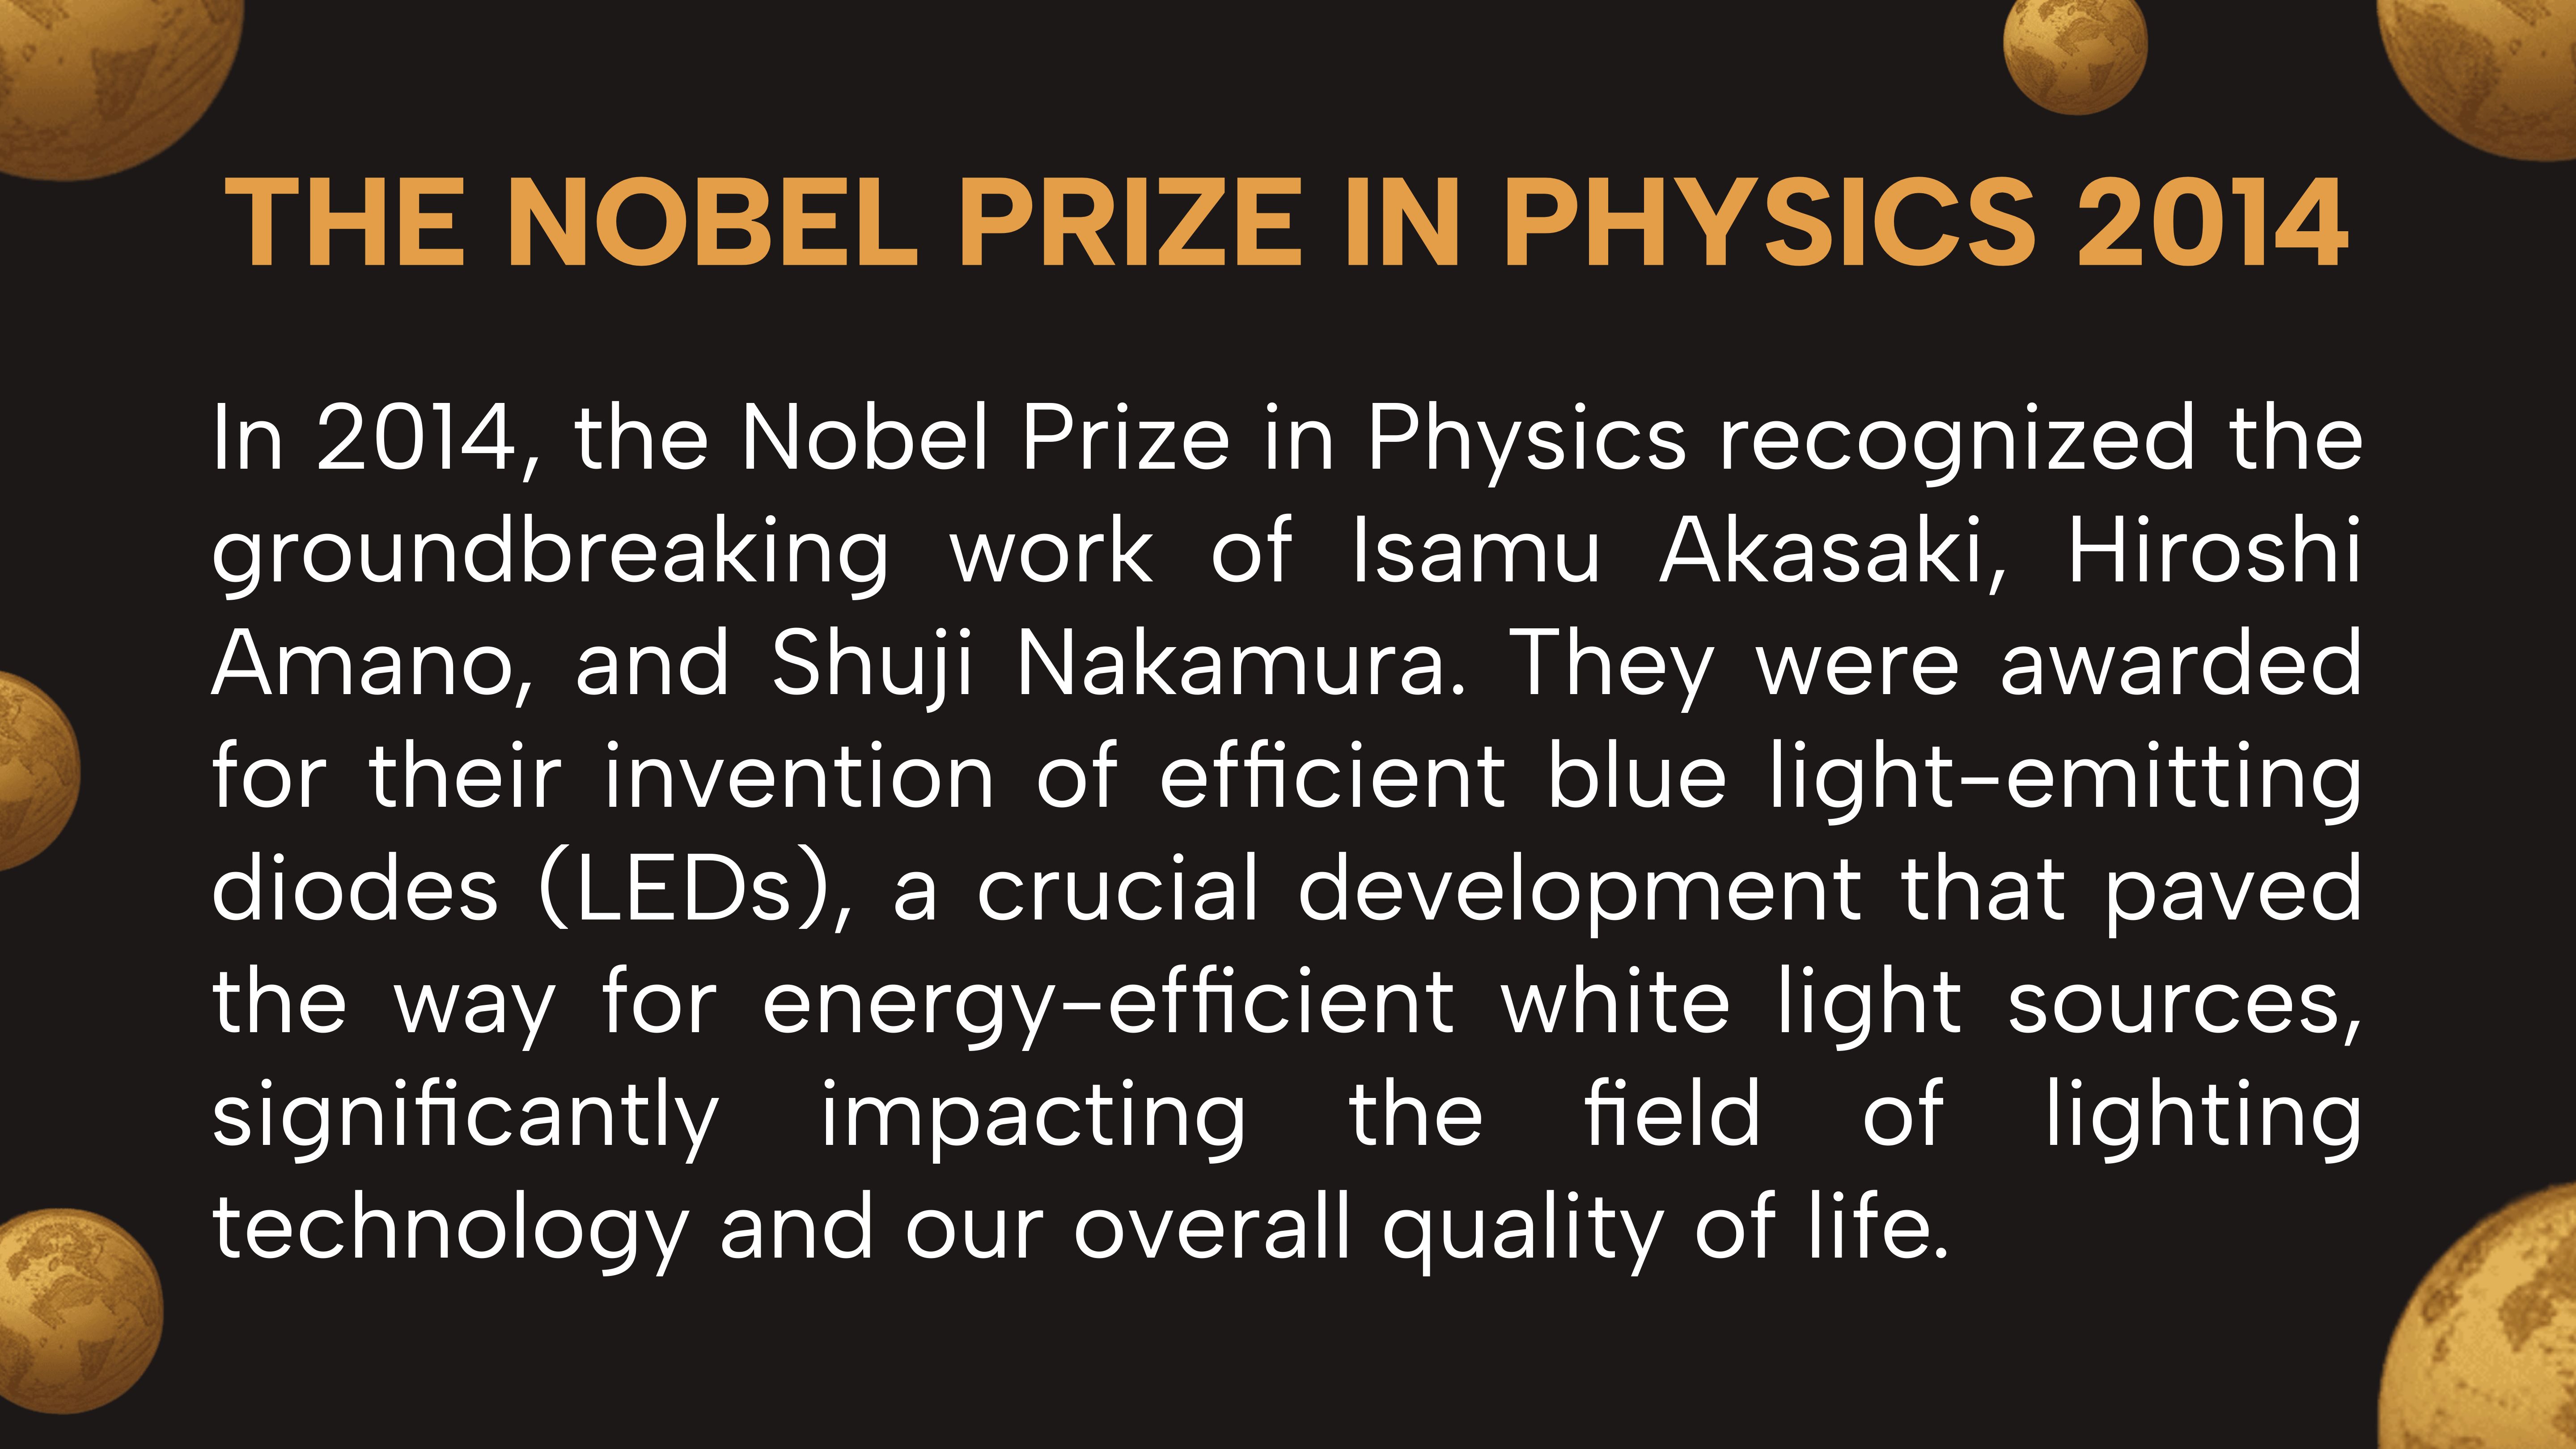 THE NOBEL PRIZE IN PHYSICS 2014
In 2014, the Nobel Prize in Physics recognized the
groundbreaking work of Isamu Akasaki, Hiroshi
Amano, and Shuji Nakamura. They were awarded
for their invention of efficient blue light-emitting
diodes (LEDs), a crucial development that paved
the way for energy-efficient white light sources,
significantly impacting the field of lighting
technology and our overall quality of life.